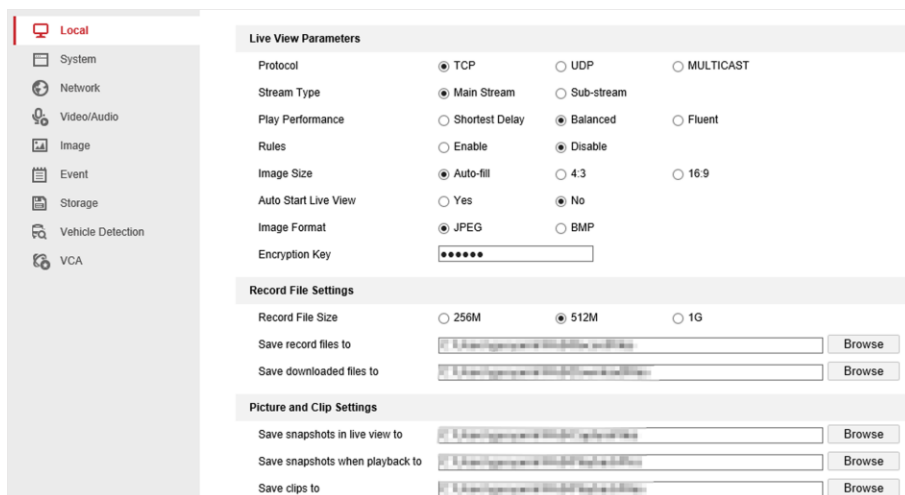 Local
System
Network
Video/Audio
Image
Event
Storage
Vehicle Detection
VCA
Live View Parameters
Protocol TCP UDP MULTICAST
Stream Type Main Stream Sub-stream
Play Performance Shortest Delay Balanced Fluent
Rules Enable Disable
Image Size Auto-fill 4:3 16:9
Auto Start Live View Yes No
Image Format JPEG BMP
Encryption Key ••••••
Record File Settings
Record File Size 256M 512M 1G
Save record files to Browse
Save downloaded files to Browse
Picture and Clip Settings
Save snapshots in live view to Browse
Save snapshots when playback to Browse
Save clips to Browse